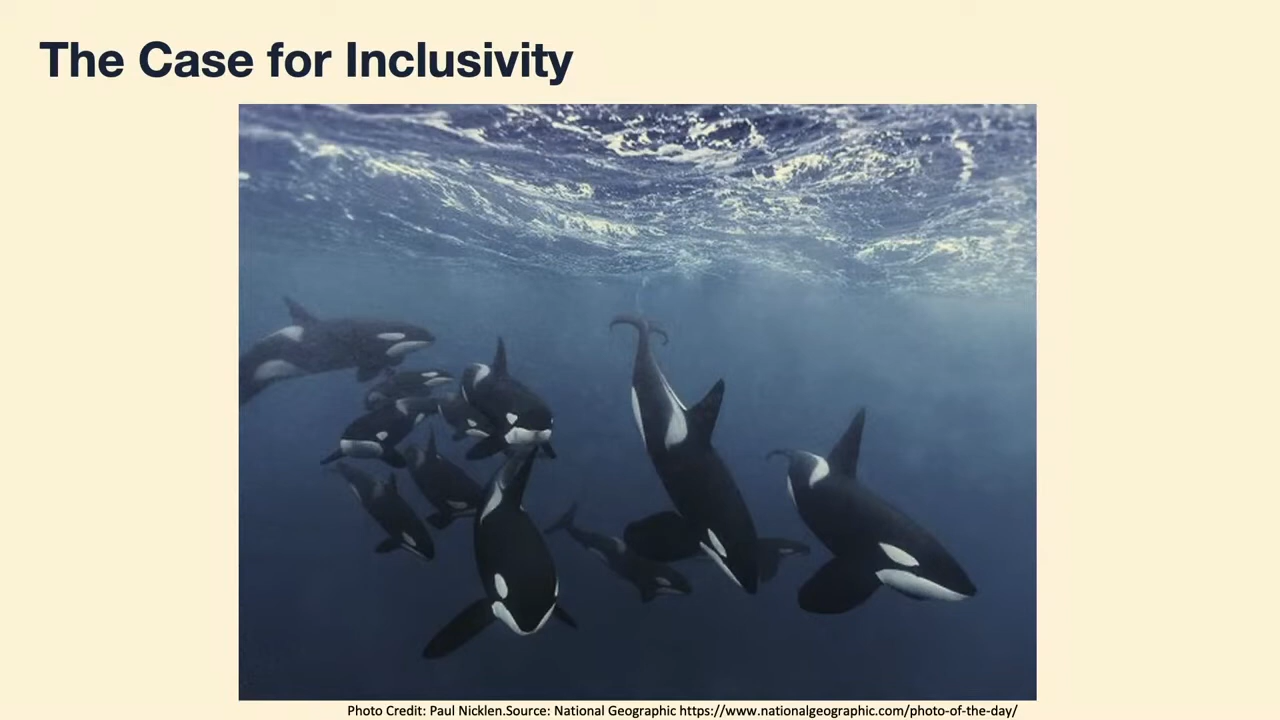 The Case for Inclusivity
Photo Credit: Paul Nicklen.Source: National Geographic https://www.nationalgeographic.com/photo-of-the-day/